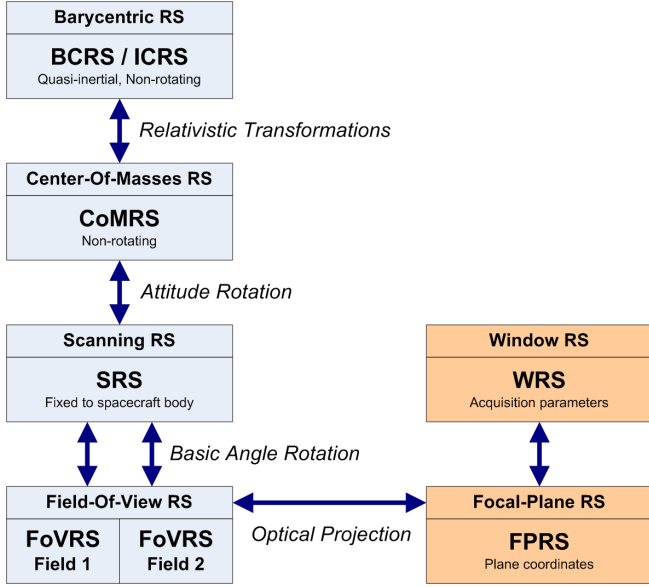 Barycentric RS
BCRS / ICRS
Quasi-inertial, Non-rotating
Relativistic Transformations
Center-Of-Masses RS
CoMRS
Non-rotating
Attitude Rotation
Scanning RS
SRS
Fixed to spacecraft body
Window RS
WRS
Acquisition parameters
Basic Angle Rotation
Field-Of-View RS
FoVRS
Field 1
FoVRS
Field 2
Optical Projection
Focal-Plane RS
FPRS
Plane coordinates